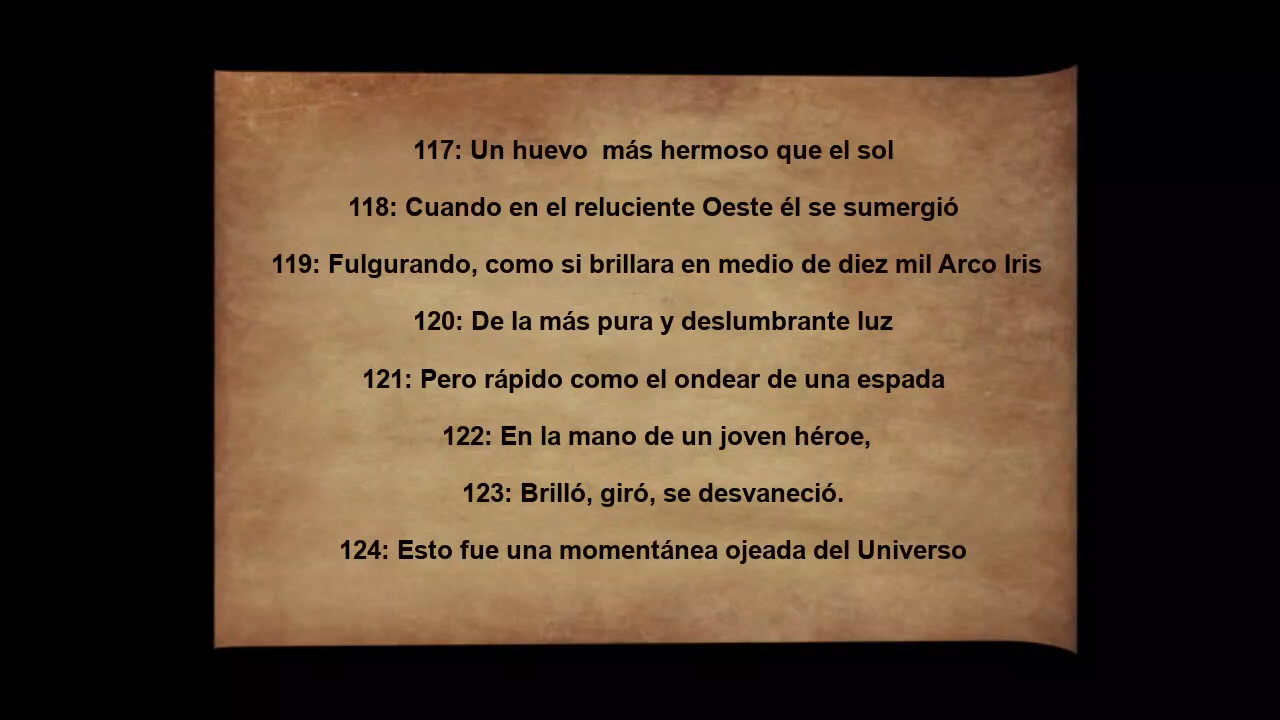 117: Un huevo  más hermoso que el sol
118: Cuando en el reluciente Oeste él se sumergió
119: Fulgurando, como si brillara en medio de diez mil Arco Iris
120: De la más pura y deslumbrante luz
121: Pero rápido como el ondear de una espada
122: En la mano de un joven héroe,
123: Brilló, giró, se desvaneció.
124: Esto fue una momentánea ojeada del Universo